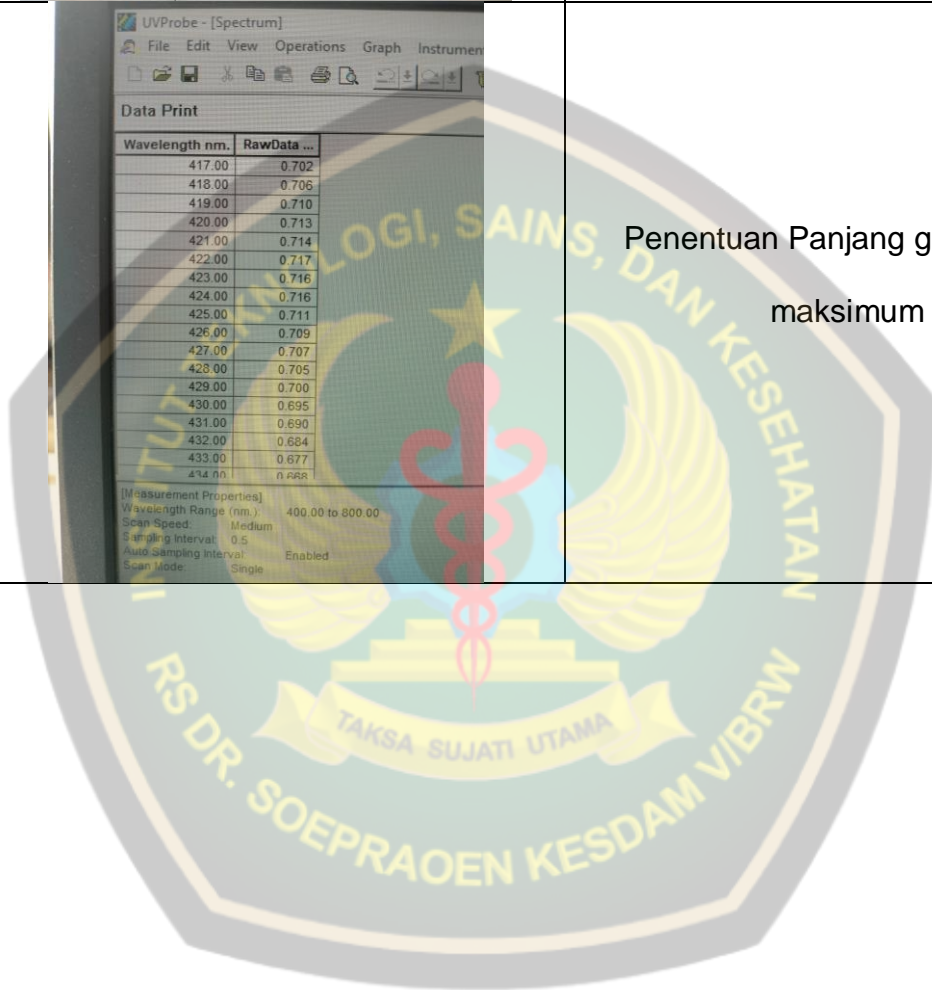 UVProbe - [Spectrum]
File Edit View Operations Graph
Data Print
Wavelength nm. RawData ...
417.00 0.702
418.00 0.706
419.00 0.710
420.00 0.713
421.00 0.714
422.00 0.717
423.00 0.716
424.00 0.716
425.00 0.711
426.00 0.709
427.00 0.707
428.00 0.705
429.00 0.700
430.00 0.695
431.00 0.690
432.00 0.684
433.00 0.677
434.00 0.668
[Measurement Properties]
Wavelength Range (nm.): 400.00 to 800.00
Scan Speed: Medium
Sampling Interval: 0.5
Auto Sampling Interval: Enabled
Scan Mode: Single
Penentuan Panjang
maksimum
SAINS, DAN KESEHATAN
RS DR. SOEPRAOEN KESDAM V/BRW
TAKSA SUJATI UTAMA